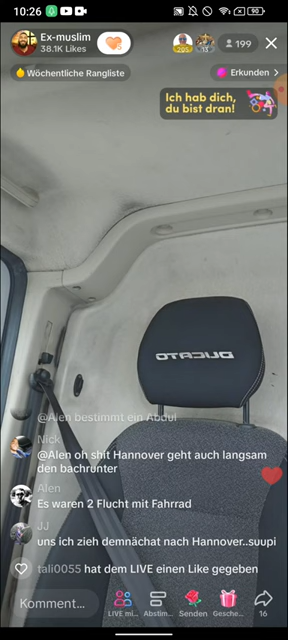 10:26
90
Ex-muslim
38.1K Likes
199
Wöchentliche Rangliste
Erkunden
Ich hab dich,
du bist dran!
DUCATO
@Alen bestimmt ein Abdul
Nick
@Alen oh shit Hannover geht auch langsam
den bachrunter
Alen
Es waren 2 Flucht mit Fahrrad
JJ
uns ich zieh demnächst nach Hannover..suupi
tali0055 hat dem LIVE einen Like gegeben
Komment...
LIVE mi...
Abstim...
Senden
Gesche...
16